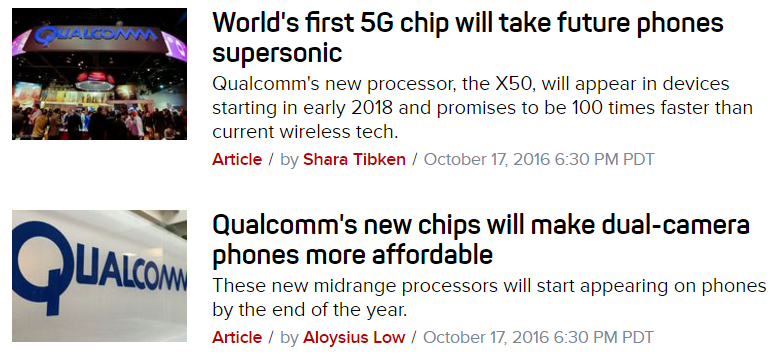 QUALCOMM
World's first 5G chip will take future phones
supersonic
Qualcomm's new processor, the X50, will appear in devices
starting in early 2018 and promises to be 100 times faster than
current wireless tech.
Article / by Shara Tibken / October 17, 2016 6:30 PM PDT
QUALCOMM
Qualcomm's new chips will make dual-camera
phones more affordable
These new midrange processors will start appearing on phones
by the end of the year.
Article / by Aloysius Low / October 17, 2016 6:30 PM PDT